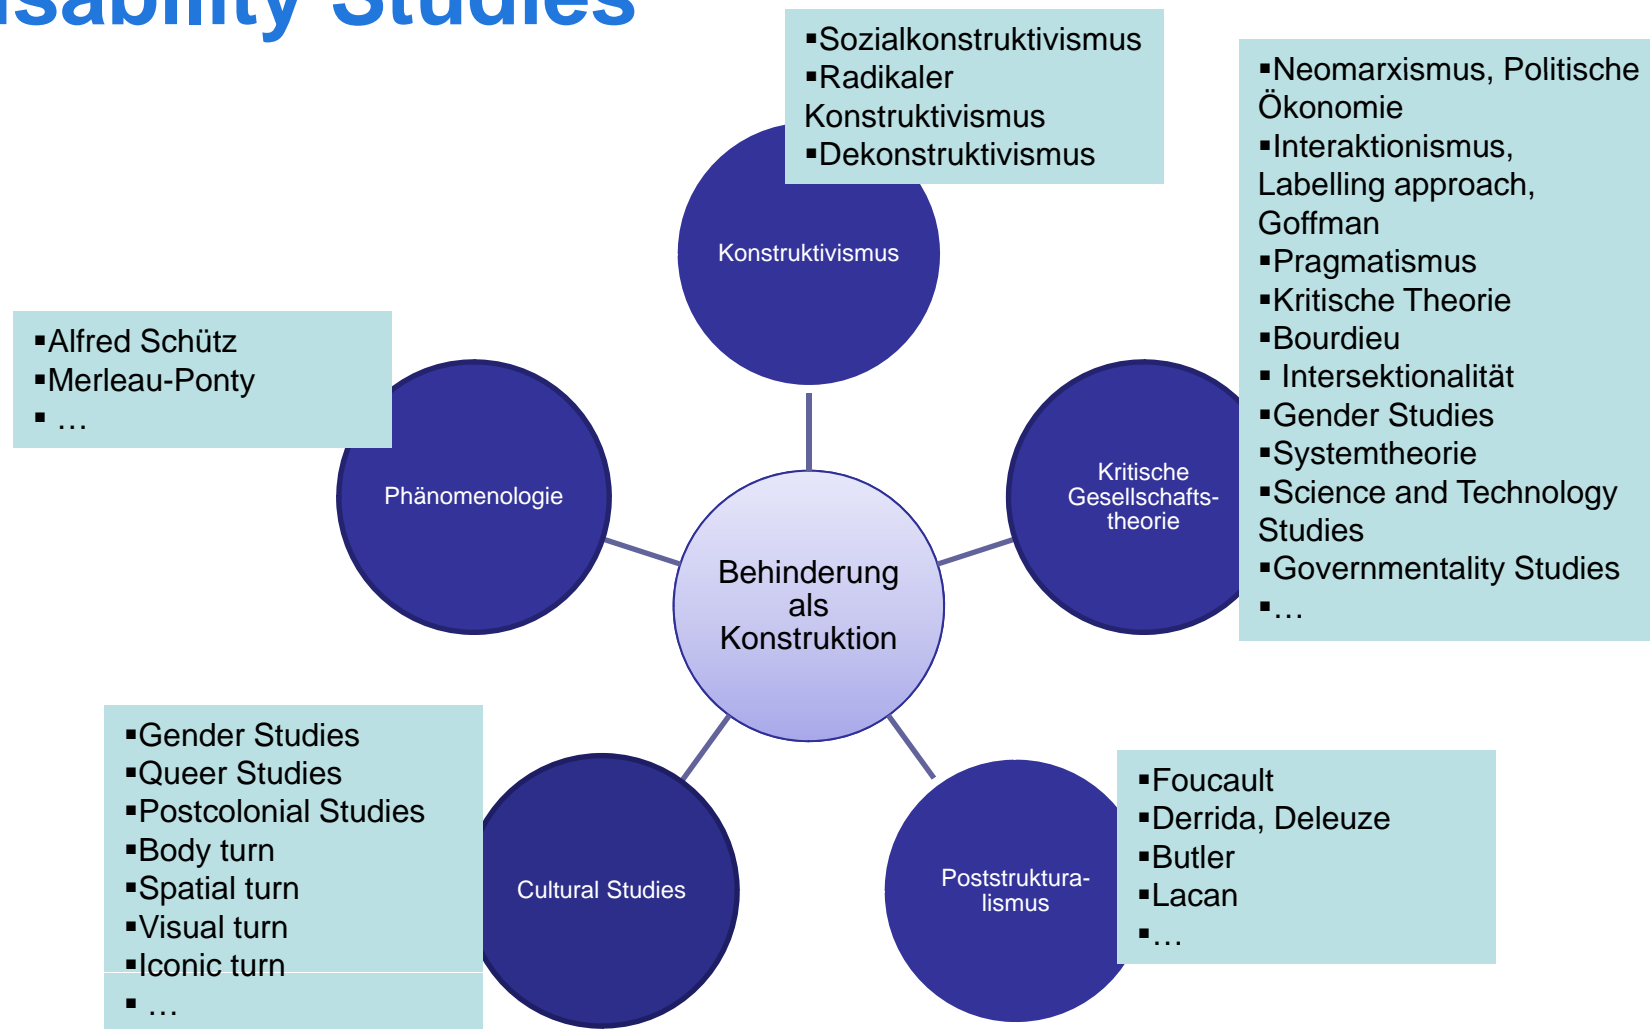 isability Studies
▪Sozialkonstruktivismus
▪Radikaler
Konstruktivismus
▪Dekonstruktivismus
Konstruktivismus
▪Neomarxismus, Politische
Ökonomie
▪Interaktionismus,
Labelling approach,
Goffman
▪Pragmatismus
▪Kritische Theorie
▪Bourdieu
▪ Intersektionalität
▪Gender Studies
▪Systemtheorie
▪Science and Technology
Studies
▪Governmentality Studies
▪…
Kritische
Gesellschafts-
theorie
▪Alfred Schütz
▪Merleau-Ponty
▪ …
Phänomenologie
Behinderung
als
Konstruktion
▪Gender Studies
▪Queer Studies
▪Postcolonial Studies
▪Body turn
▪Spatial turn
▪Visual turn
▪Iconic turn
▪ …
Cultural Studies
Poststruktura-
lismus
▪Foucault
▪Derrida, Deleuze
▪Butler
▪Lacan
▪…